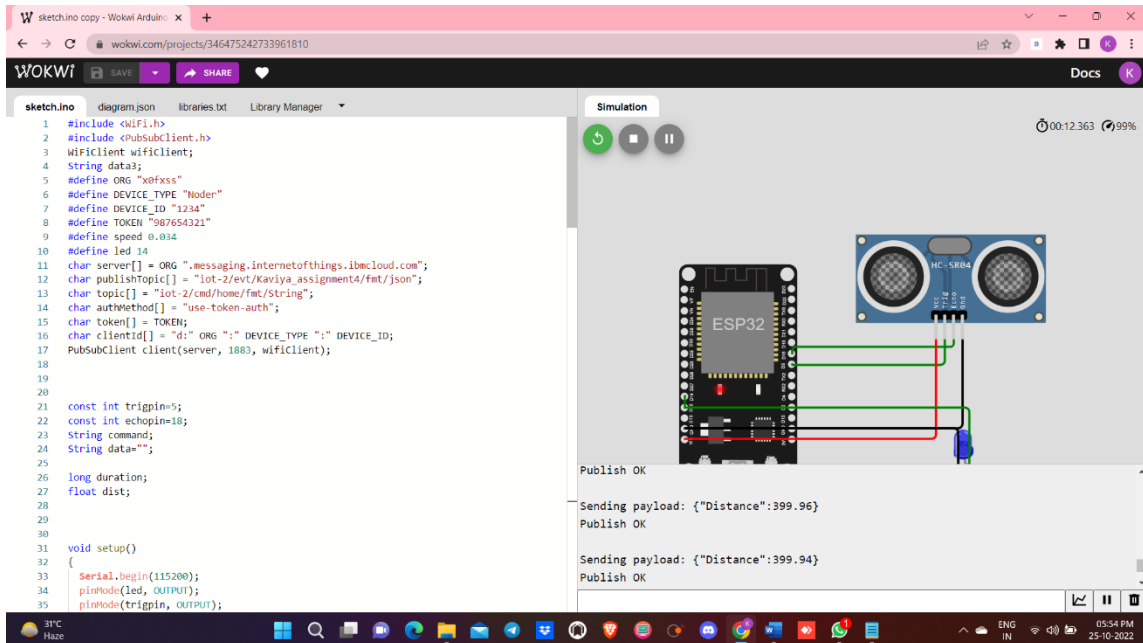 sketch.ino copy - Wokwi Arduino
wokwi.com/projects/346475242733961810
K
WOKWi SAVE SHARE Docs K
sketch.ino diagram.json libraries.txt Library Manager
1 #include <WiFi.h>
2 #include <PubSubClient.h>
3 WiFiClient wifiClient;
4 String data3;
5 #define ORG "x0fxss"
6 #define DEVICE_TYPE "Noder"
7 #define DEVICE_ID "1234"
8 #define TOKEN "987654321"
9 #define speed 0.034
10 #define led 14
11 char server[] = ORG ".messaging.internetofthings.ibmcloud.com";
12 char publishTopic[] = "iot-2/evt/Kaviya_assignment4/fmt/json";
13 char topic[] = "iot-2/cmd/home/fmt/String";
14 char authMethod[] = "use-token-auth";
15 char token[] = TOKEN;
16 char clientId[] = "d:" ORG ":" DEVICE_TYPE ":" DEVICE_ID;
17 PubSubClient client(server, 1883, wifiClient);
18
19
20
21 const int trigpin=5;
22 const int echopin=18;
23 String command;
24 String data="";
25
26 long duration;
27 float dist;
28
29
30
31 void setup()
32 {
33 Serial.begin(115200);
34 pinMode(led, OUTPUT);
35 pinMode(trigpin, OUTPUT);
Simulation
00:12.363 99%
HC-SR04
Vcc
Trig
Echo
Gnd
ESP32
Publish OK
Sending payload: {"Distance":399.96}
Publish OK
Sending payload: {"Distance":399.94}
Publish OK
31°C
Haze
ENG
IN
05:54 PM
25-10-2022